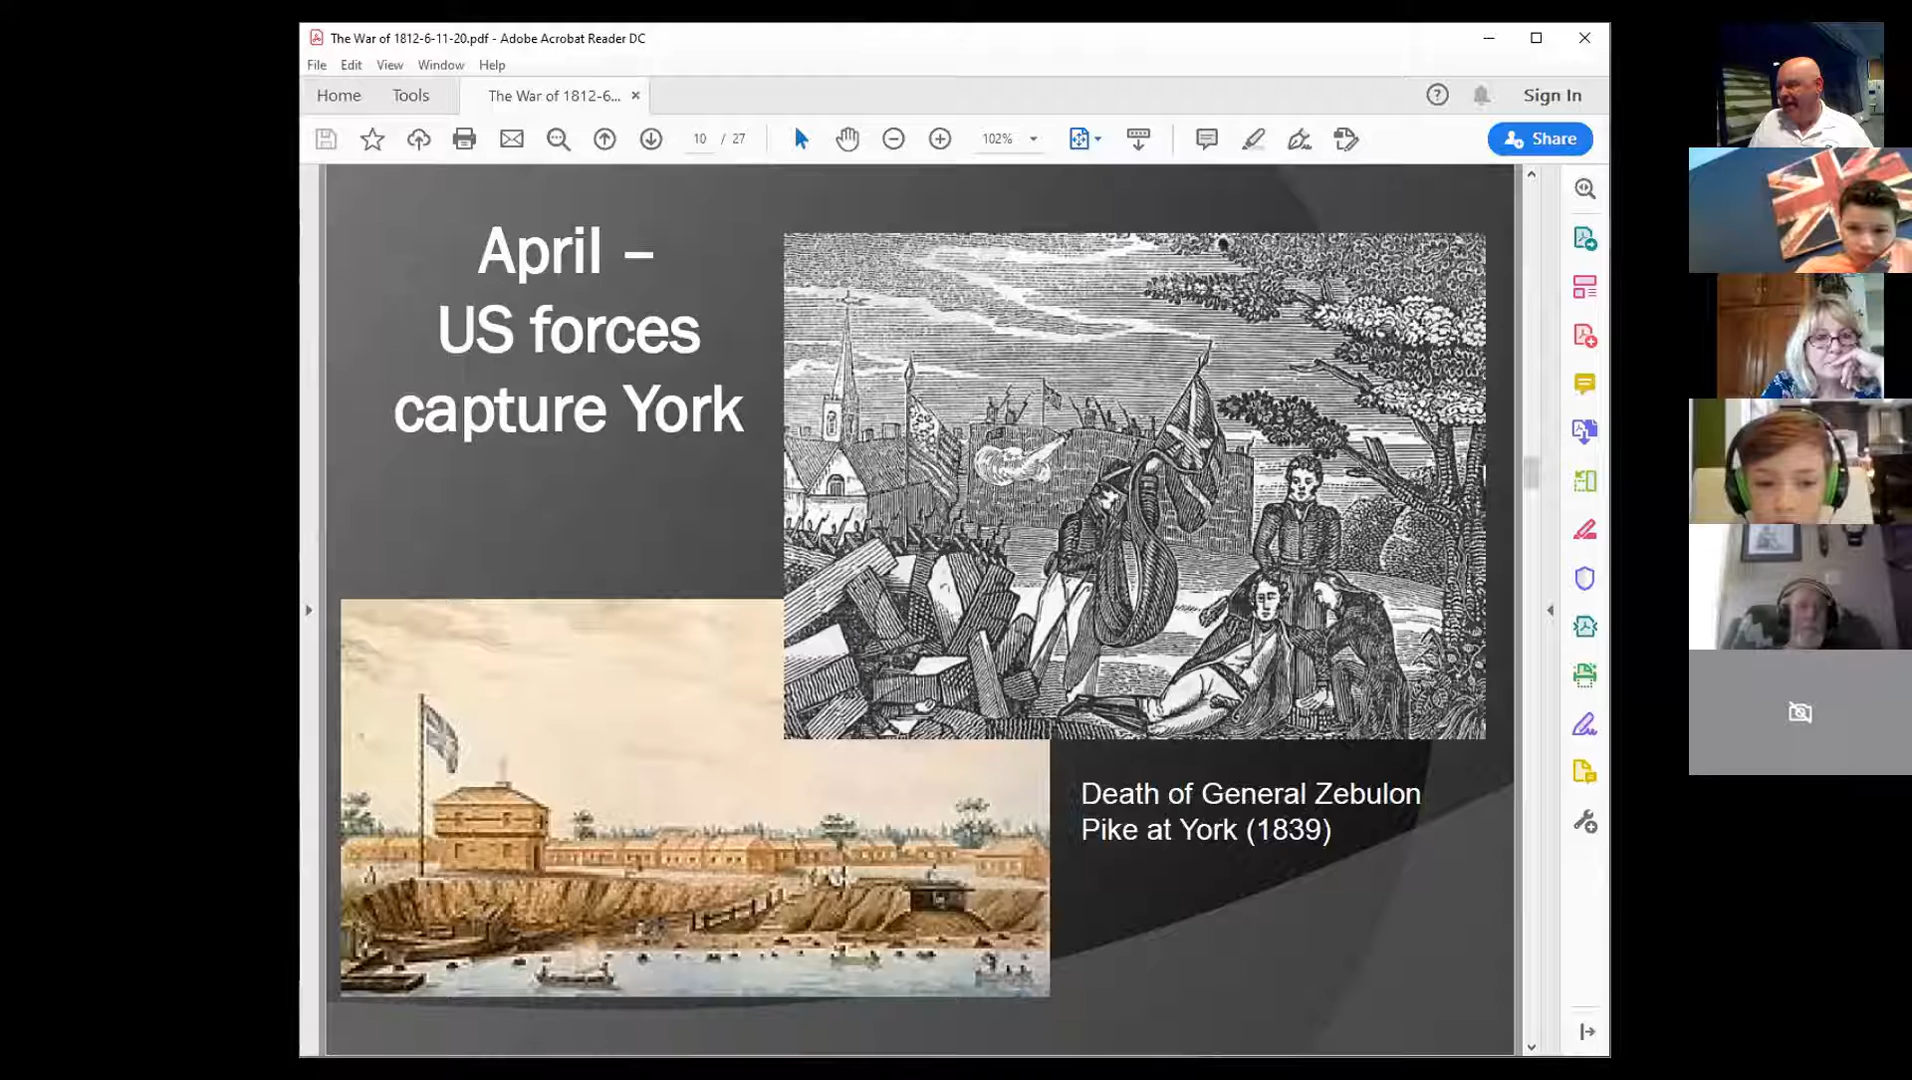 The War of 1812-6-11-20.pdf - Adobe Acrobat Reader DC
File Edit View Window Help
Home Tools The War of 1812-6... Sign In
10 / 27 102% Share
April –
US forces
capture York
Death of General Zebulon
Pike at York (1839)